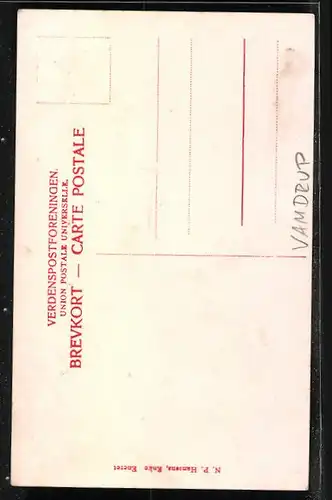 VERDENSPOSTFORENINGEN.
UNION POSTALE UNIVERSELLE.
BREVKORT — CARTE POSTALE
VAMDRUP
N. P. Hansens, Enke Eneret